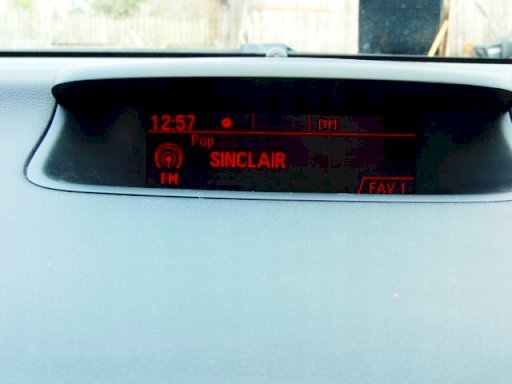 12:57 [TP]
Pop
SINCLAIR
FM
FAV 1